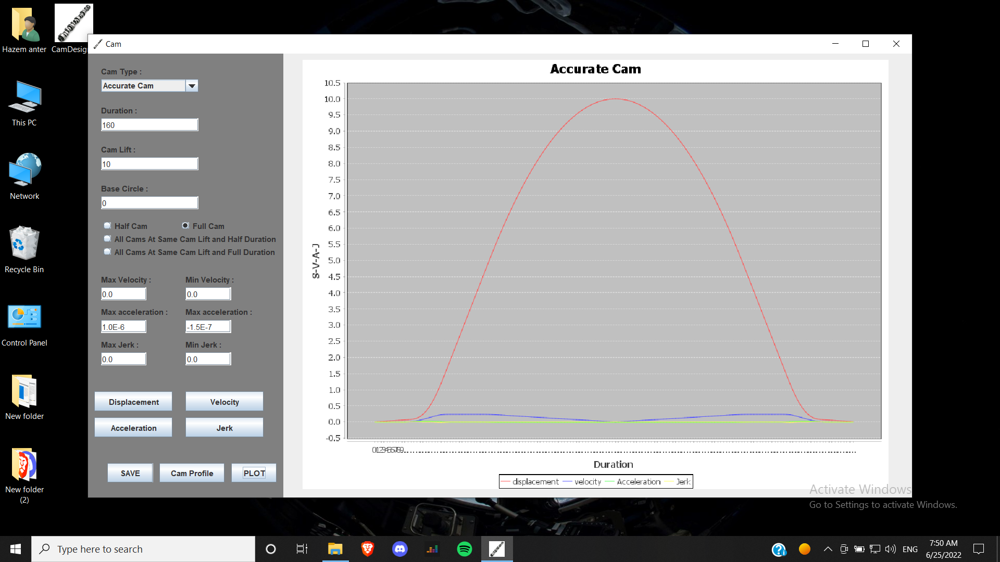 Hazem anter
CamDesig
This PC
Network
Recycle Bin
Control Panel
New folder
New folder
(2)
Cam
Cam Type :
Accurate Cam
Duration :
160
Cam Lift :
10
Base Circle :
0
Half Cam
Full Cam
All Cams At Same Cam Lift and Half Duration
All Cams At Same Cam Lift and Full Duration
Max Velocity :
Min Velocity :
0.0
0.0
Max acceleration :
Max acceleration :
1.0E-6
-1.5E-7
Max Jerk :
Min Jerk :
0.0
0.0
Displacement
Velocity
Acceleration
Jerk
SAVE
Cam Profile
PLOT
Accurate Cam
10.5
10.0
9.5
9.0
8.5
8.0
7.5
7.0
6.5
6.0
5.5
5.0
4.5
4.0
3.5
3.0
2.5
2.0
1.5
1.0
0.5
0.0
-0.5
S-V-A-J
0123456789
Duration
displacement velocity Acceleration Jerk
Activate Windows
Go to Settings to activate Windows.
Type here to search
ENG
7:50 AM
6/25/2022